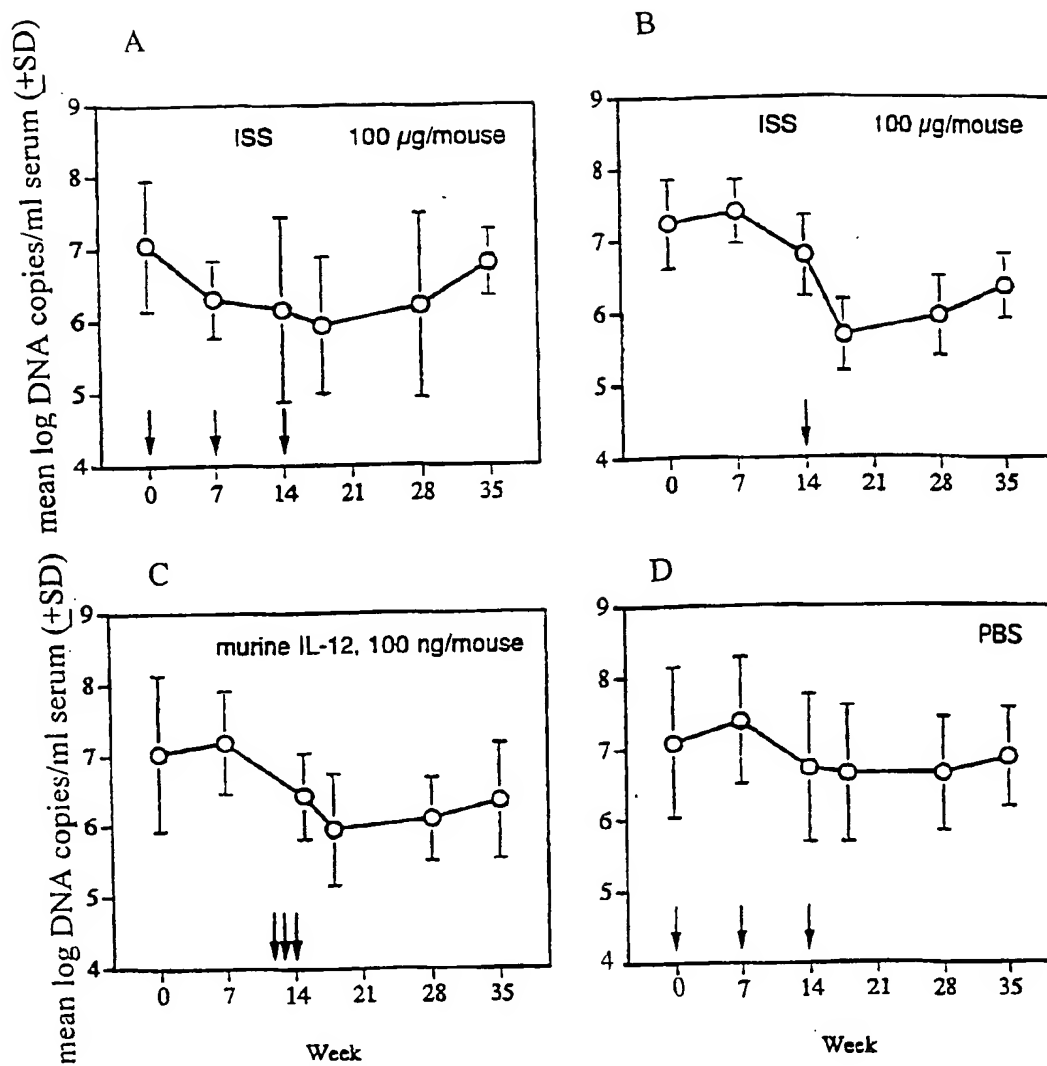 A
mean log DNA copies/ml serum (+SD)
ISS 100 µg/mouse
9
8
7
6
5
4
0 7 14 21 28 35
B
ISS 100 µg/mouse
9
8
7
6
5
4
0 7 14 21 28 35
C
mean log DNA copies/ml serum (+SD)
murine IL-12, 100 ng/mouse
9
8
7
6
5
4
0 7 14 21 28 35
Week
D
PBS
9
8
7
6
5
4
0 7 14 21 28 35
Week